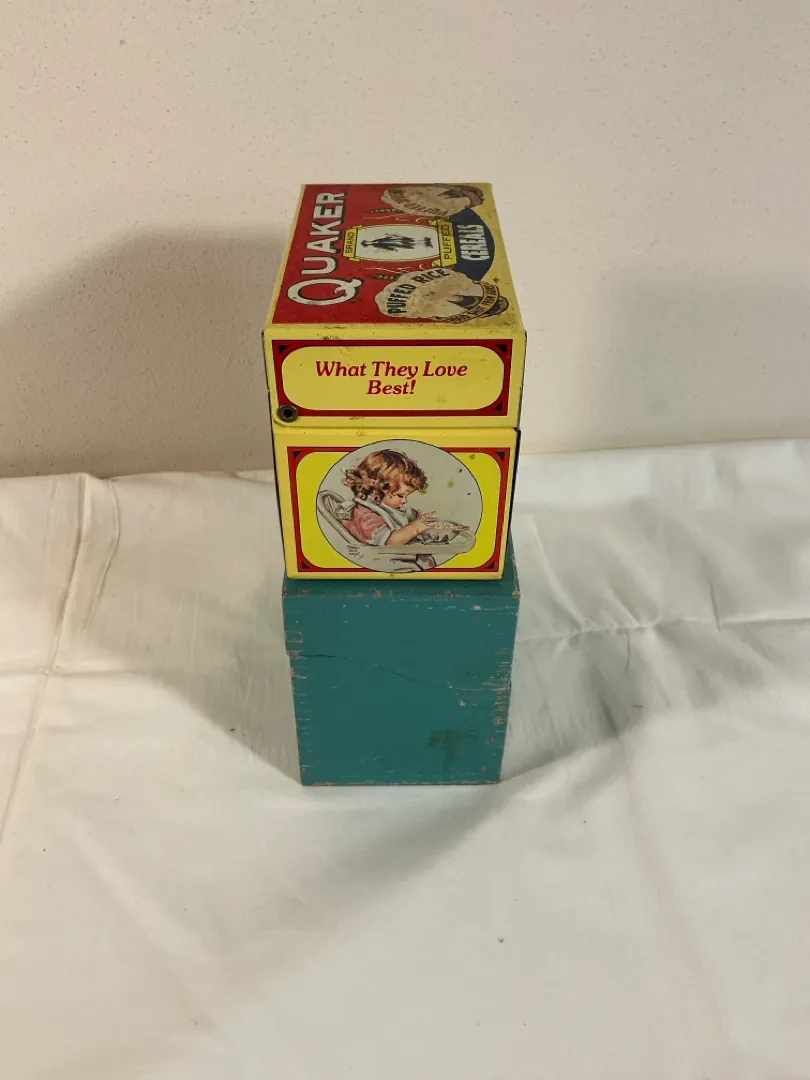 QUAKER
BRAND
PUFFED
CEREALS
PUFFED RICE
What They Love
Best!